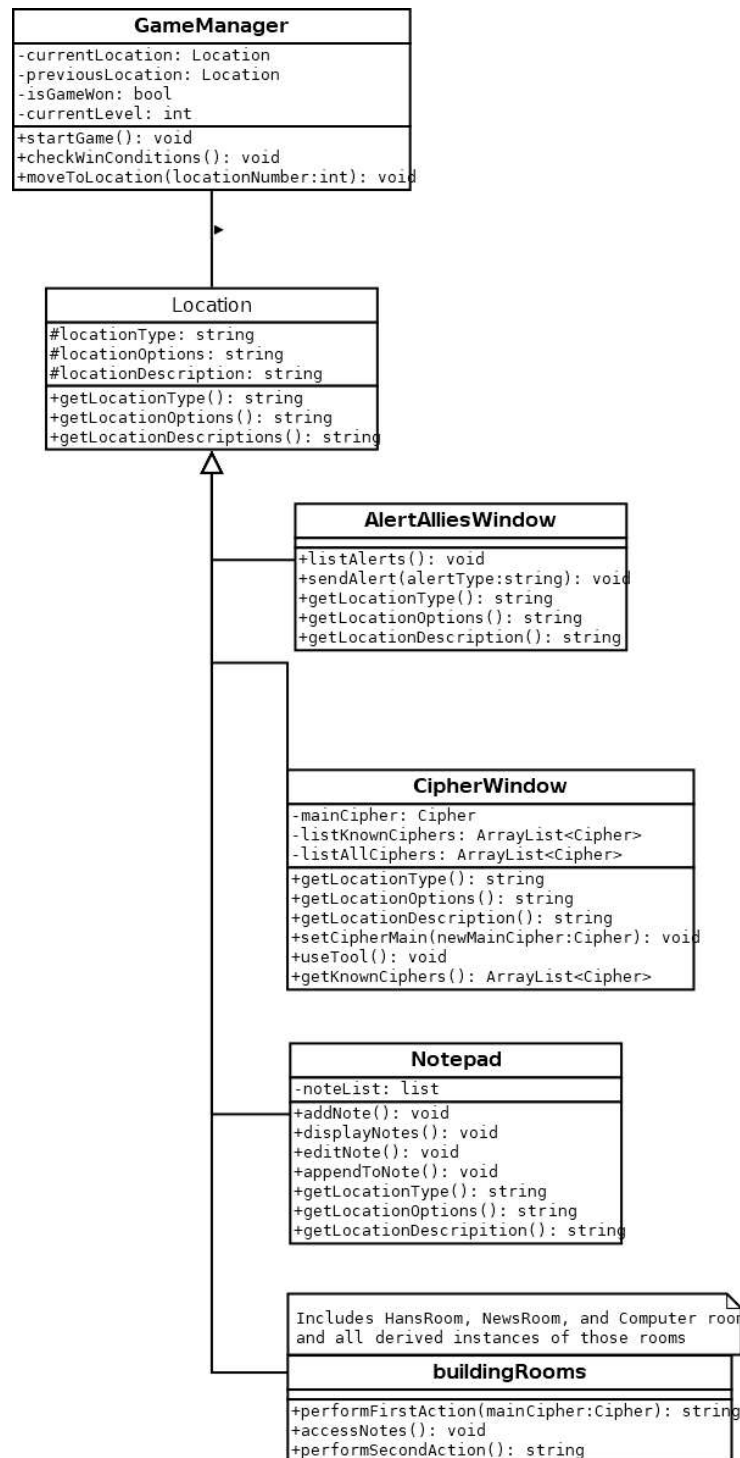 GameManager
-currentLocation: Location
-previousLocation: Location
-isGameWon: bool
-currentLevel: int
+startGame(): void
+checkWinConditions(): void
+moveToLocation(locationNumber:int): void
Location
#locationType: string
#locationOptions: string
#locationDescription: string
+getLocationType(): string
+getLocationOptions(): string
+getLocationDescriptions(): string
AlertAlliesWindow
+listAlerts(): void
+sendAlert(alertType:string): void
+getLocationType(): string
+getLocationOptions(): string
+getLocationDescription(): string
CipherWindow
-mainCipher: Cipher
-listKnownCiphers: ArrayList<Cipher>
-listAllCiphers: ArrayList<Cipher>
+getLocationType(): string
+getLocationOptions(): string
+getLocationDescription(): string
+setCipherMain(newMainCipher:Cipher): void
+useTool(): void
+getKnownCiphers(): ArrayList<Cipher>
Notepad
-noteList: list
+addNote(): void
+displayNotes(): void
+editNote(): void
+appendToNote(): void
+getLocationType(): string
+getLocationOptions(): string
+getLocationDescripition(): string
Includes HansRoom, NewsRoom, and Computer room
and all derived instances of those rooms
buildingRooms
+performFirstAction(mainCipher:Cipher): string
+accessNotes(): void
+performSecondAction(): string